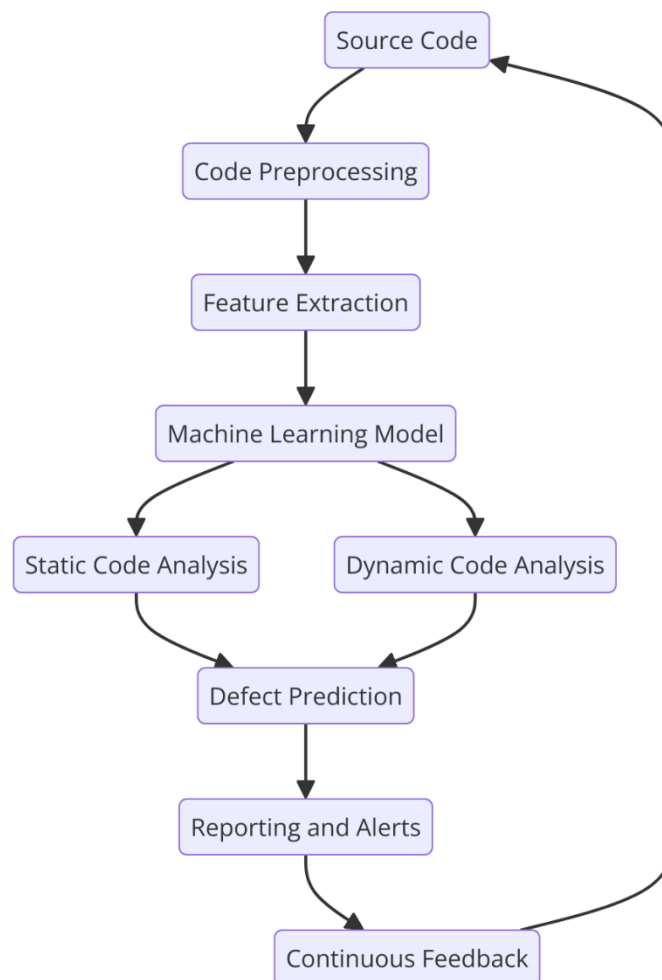 Source Code
Code Preprocessing
Feature Extraction
Machine Learning Model
Static Code Analysis
Dynamic Code Analysis
Defect Prediction
Reporting and Alerts
Continuous Feedback